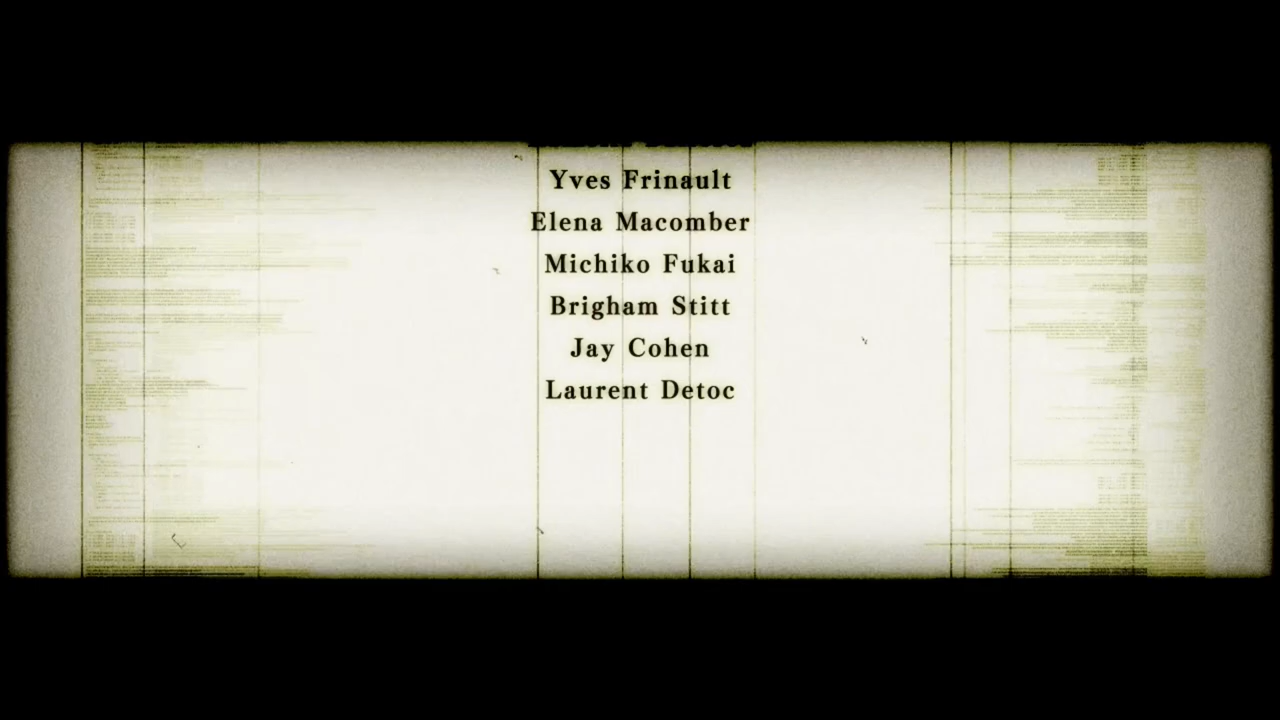 Yves Frinault
Elena Macomber
Michiko Fukai
Brigham Stitt
Jay Cohen
Laurent Detoc